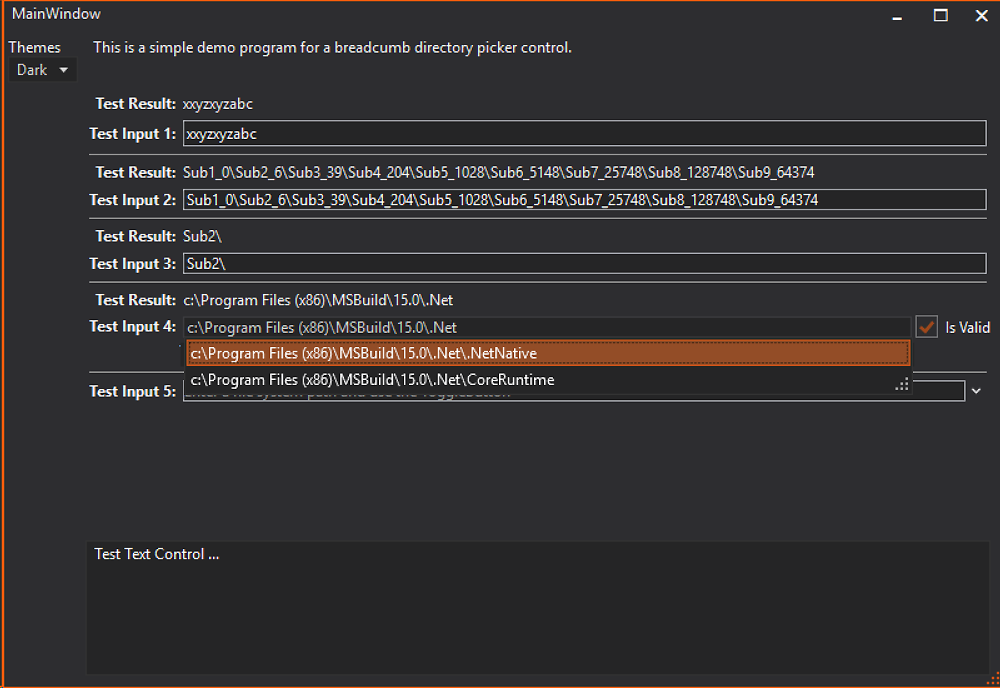 MainWindow
Themes
This is a simple demo program for a breadcumb directory picker control.
Dark
Test Result: xxyzxyzabc
Test Input 1: xxyzxyzabc
Test Result: Sub1_0\Sub2_6\Sub3_39\Sub4_204\Sub5_1028\Sub6_5148\Sub7_25748\Sub8_128748\Sub9_64374
Test Input 2: Sub1_0\Sub2_6\Sub3_39\Sub4_204\Sub5_1028\Sub6_5148\Sub7_25748\Sub8_128748\Sub9_64374
Test Result: Sub2\
Test Input 3: Sub2\
Test Result: c:\Program Files (x86)\MSBuild\15.0\.Net
Test Input 4: c:\Program Files (x86)\MSBuild\15.0\.Net Is Valid
c:\Program Files (x86)\MSBuild\15.0\.Net\.NetNative
c:\Program Files (x86)\MSBuild\15.0\.Net\CoreRuntime
Test Input 5:
Test Text Control ...